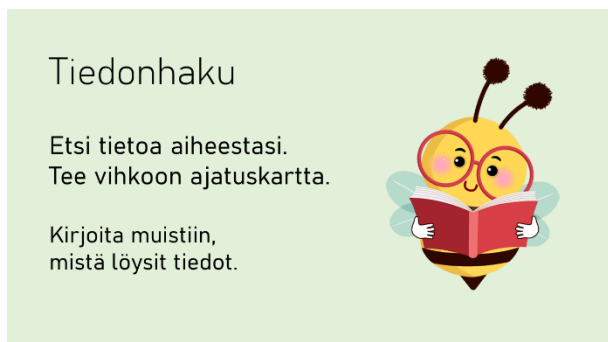 Tiedonhaku
Etsi tietoa aiheestasi.
Tee vihkoon ajatuskartta.
Kirjoita muistiin,
mistä löysit tiedot.